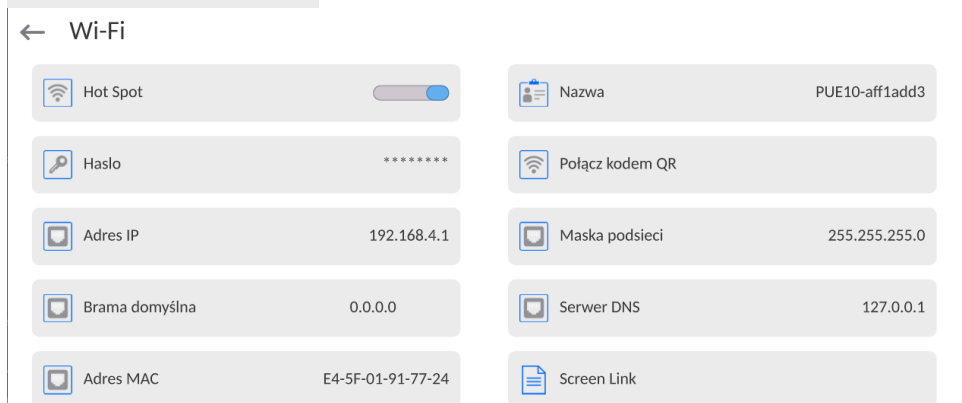 Wi-Fi
Hot Spot
Nazwa PUE10-aff1add3
Haslo ********
Połącz kodem QR
Adres IP 192.168.4.1
Maska podsieci 255.255.255.0
Brama domyślna 0.0.0.0
Serwer DNS 127.0.0.1
Adres MAC E4-5F-01-91-77-24
Screen Link